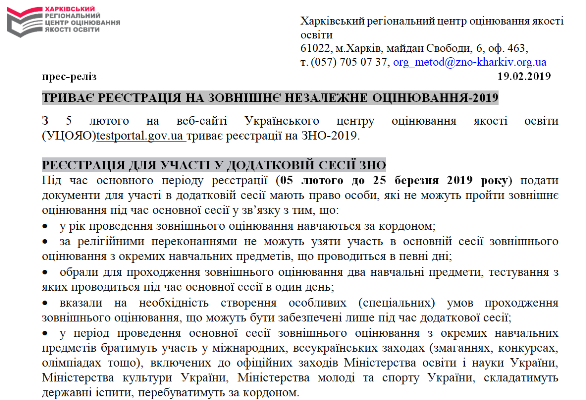 ХАРКІВСЬКИЙ
РЕГІОНАЛЬНИЙ
ЦЕНТР ОЦІНЮВАННЯ
ЯКОСТІ ОСВІТИ
Харківський регіональний центр оцінювання якості
освіти
61022, м.Харків, майдан Свободи, 6, оф. 463,
т. (057) 705 07 37, org_metod@zno-kharkiv.org.ua
прес-реліз 19.02.2019
ТРИВАЄ РЕЄСТРАЦІЯ НА ЗОВНІШНЄ НЕЗАЛЕЖНЕ ОЦІНЮВАННЯ-2019
З 5 лютого на веб-сайті Українського центру оцінювання якості освіти
(УЦОЯО)testportal.gov.ua триває реєстрації на ЗНО-2019.
РЕЄСТРАЦІЯ ДЛЯ УЧАСТІ У ДОДАТКОВІЙ СЕСІЇ ЗНО
Під час основного періоду реєстрації (05 лютого до 25 березня 2019 року) подати
документи для участі в додатковій сесії мають право особи, які не можуть пройти зовнішнє
оцінювання під час основної сесії у зв’язку з тим, що:
• у рік проведення зовнішнього оцінювання навчаються за кордоном;
• за релігійними переконаннями не можуть узяти участь в основній сесії зовнішнього
оцінювання з окремих навчальних предметів, що проводиться в певні дні;
• обрали для проходження зовнішнього оцінювання два навчальні предмети, тестування з
яких проводиться під час основної сесії в один день;
• вказали на необхідність створення особливих (спеціальних) умов проходження
зовнішнього оцінювання, що можуть бути забезпечені лише під час додаткової сесії;
• у період проведення основної сесії зовнішнього оцінювання з окремих навчальних
предметів братимуть участь у міжнародних, всеукраїнських заходах (змаганнях, конкурсах,
олімпіадах тощо), включених до офіційних заходів Міністерства освіти і науки України,
Міністерства культури України, Міністерства молоді та спорту України, складатимуть
державні іспити, перебуватимуть за кордоном.